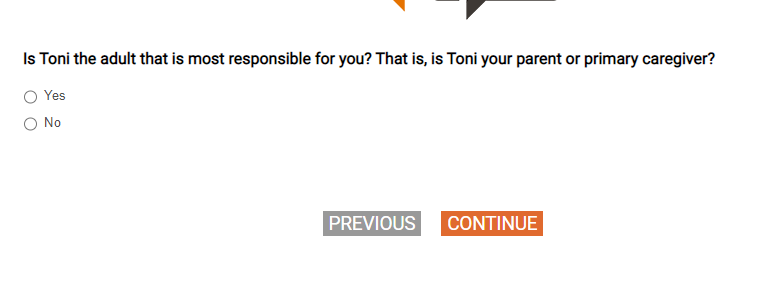 Is Toni the adult that is most responsible for you? That is, is Toni your parent or primary caregiver?
Yes
No
PREVIOUS CONTINUE